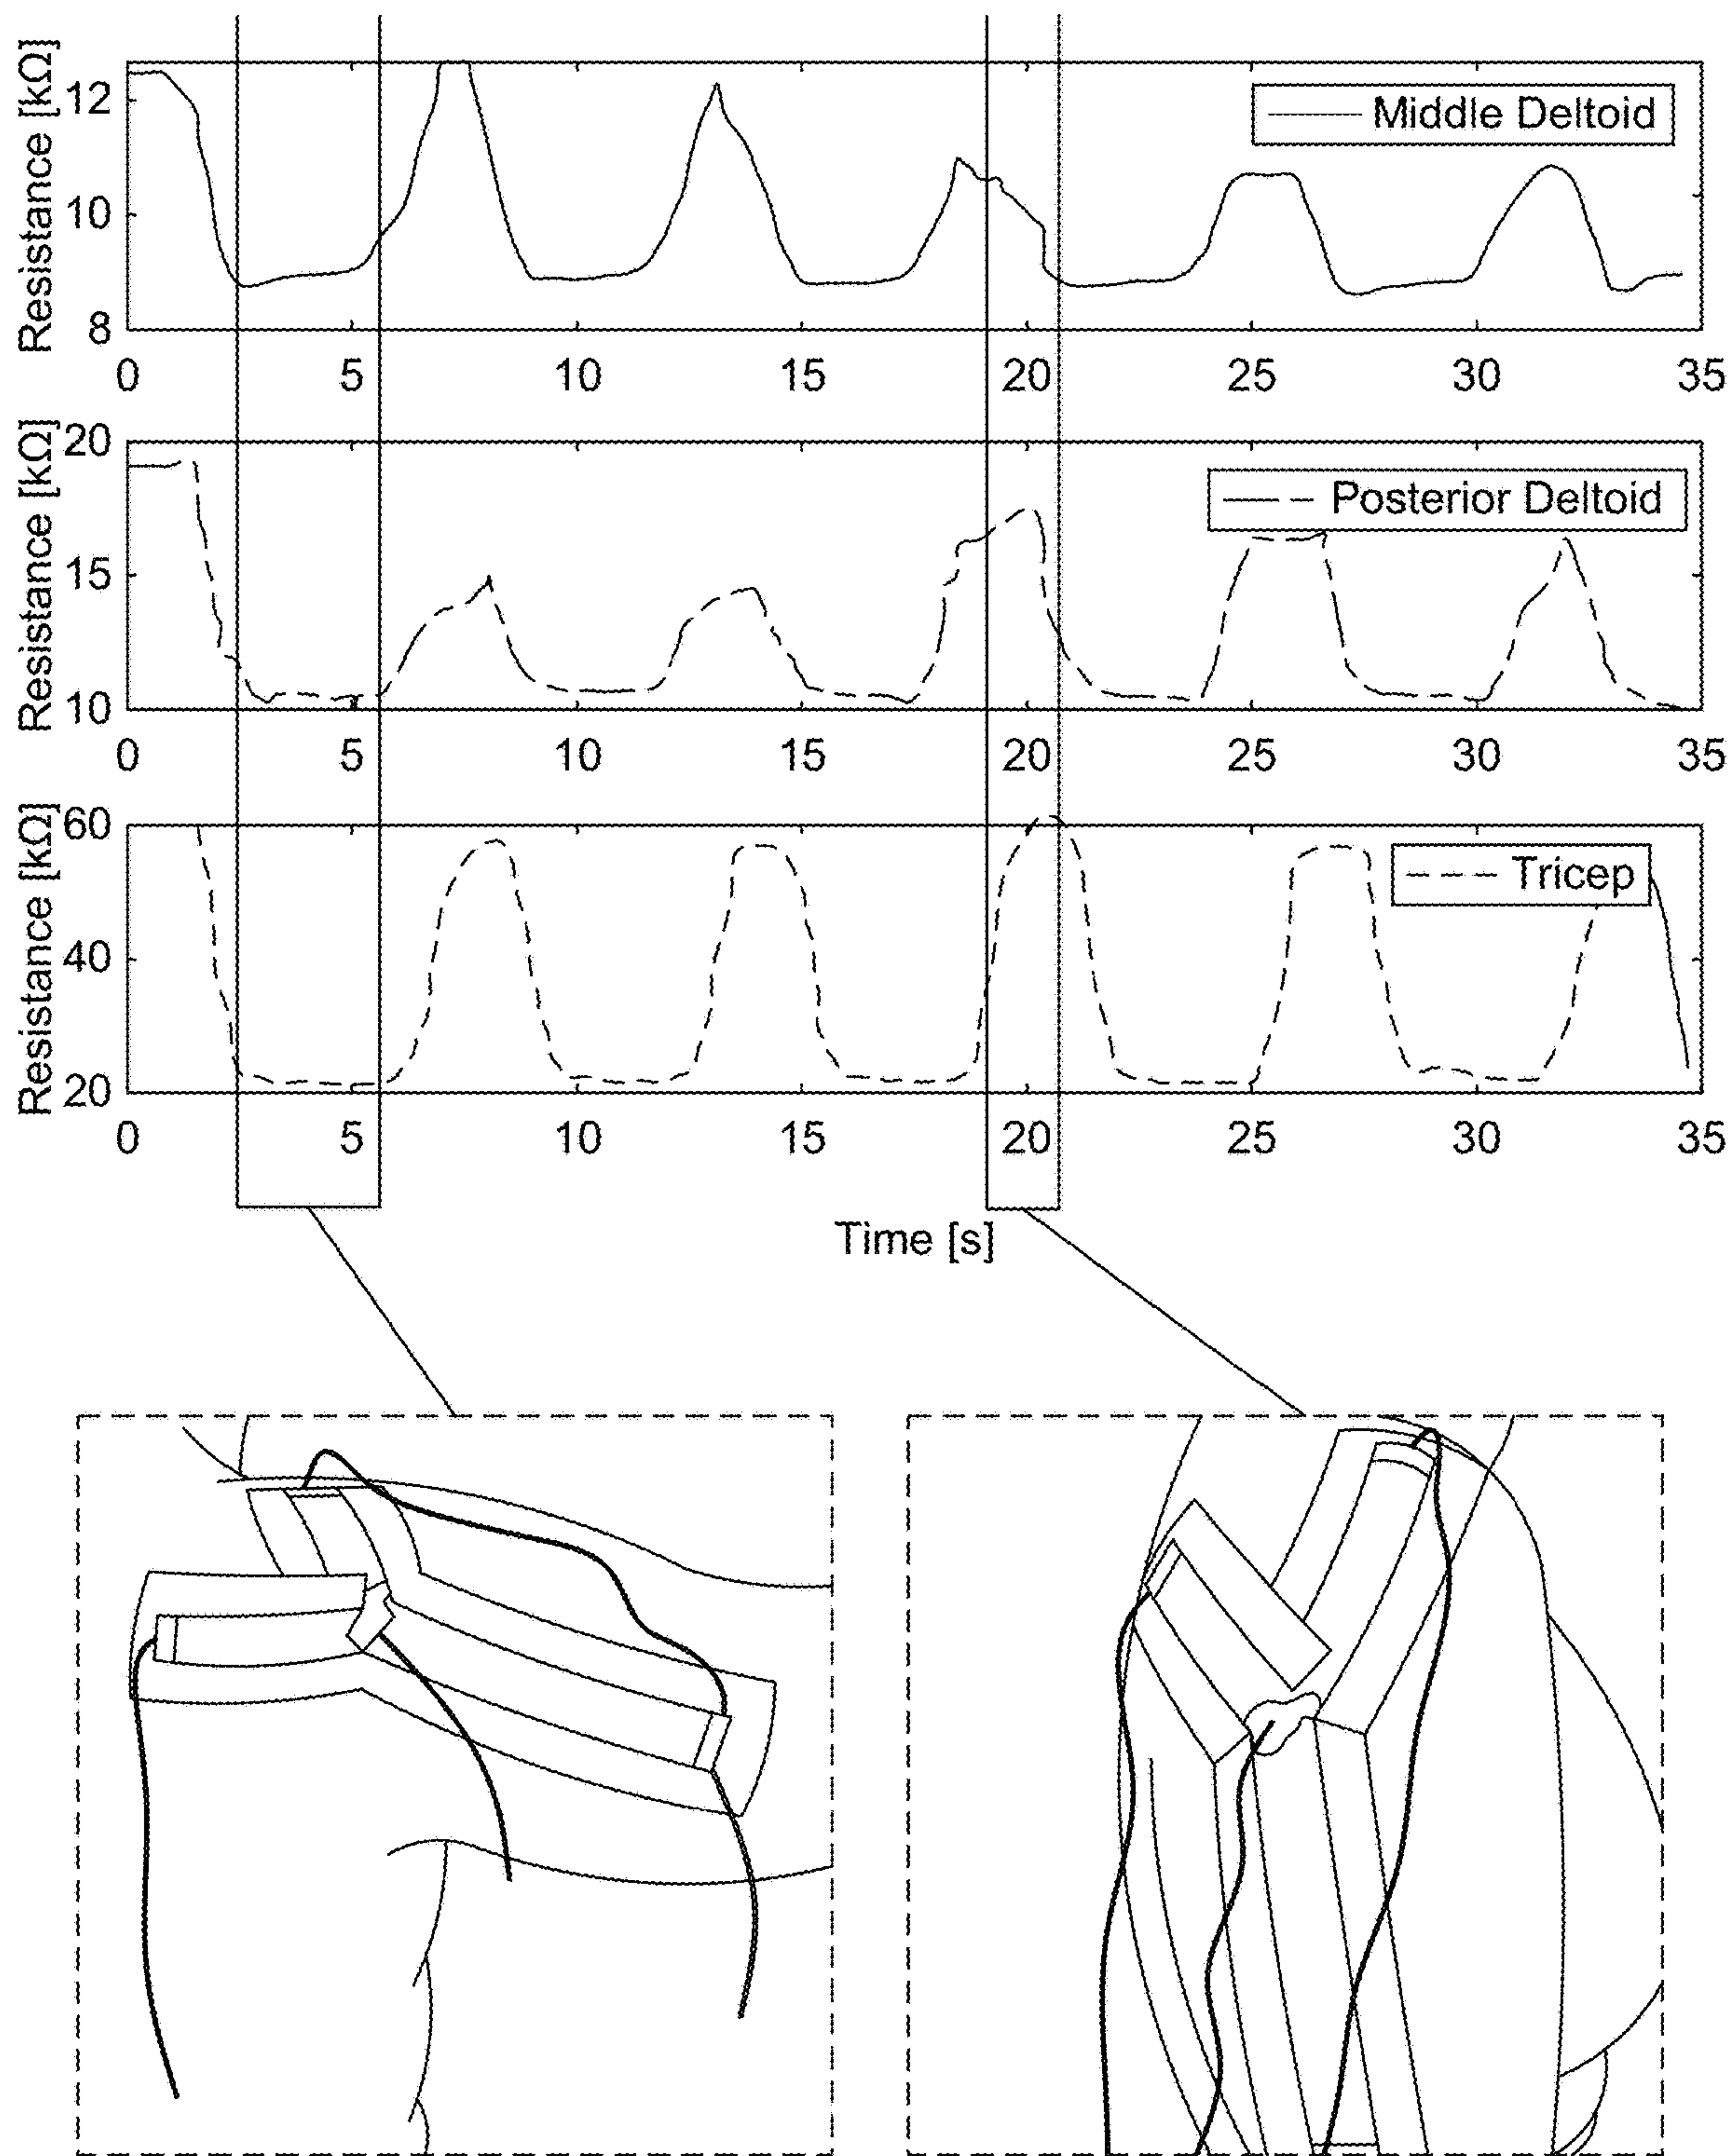 Resistance [kΩ]
12
10
8
Middle Deltoid
0 5 10 15 20 25 30 35
Resistance [kΩ]
20
15
10
Posterior Deltoid
0 5 10 15 20 25 30 35
Resistance [kΩ]
60
40
20
Tricep
0 5 10 15 20 25 30 35
Time [s]